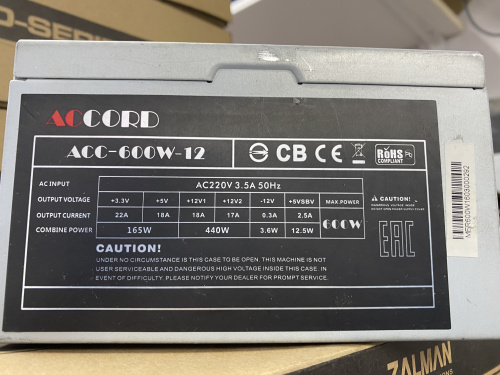 O-SERI
ACCORD
ACC-600W-12
CB CE RoHS Pb
COMPLIANT
AC INPUT AC220V 3.5A 50Hz
OUTPUT VOLTAGE +3.3V +5V +12V1 +12V2 -12V +5VSBV MAX POWER
OUTPUT CURRENT 22A 18A 18A 17A 0.3A 2.5A 600W
COMBINE POWER 165W 440W 3.6W 12.5W
CAUTION!
EAC
MEP600W1603000292
CAUTION!
UNDER NO CIRCUMSTANCE IS THIS CASE TO BE OPEN. THIS MACHINE IS NOT
USER SERVICEABLE AND DANGEROUS HIGH VOLTAGE INSIDE THIS CASE. IN
EVENT OF DIFFICULTY. PLEASE NOTIFY YOUR DEALER FOR PROMPT SERVICE.
ZALMAN